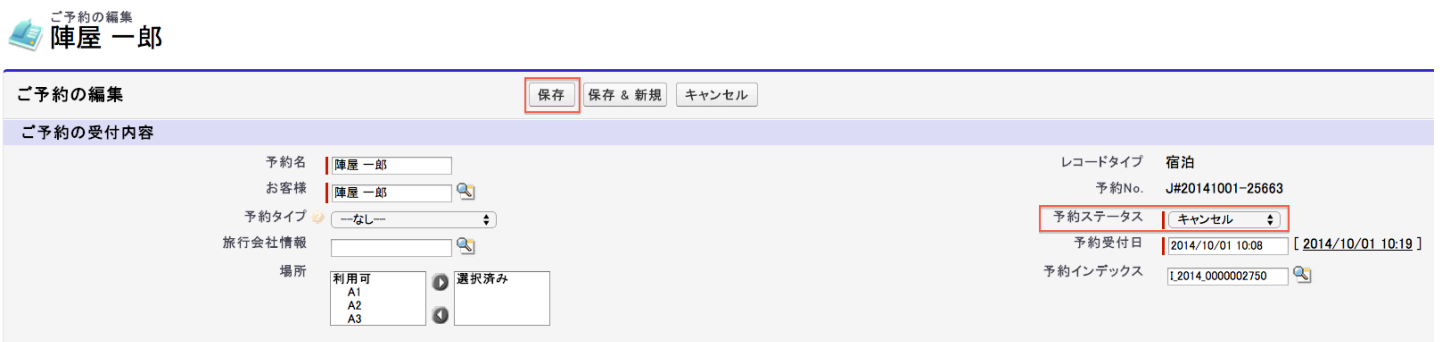 ご予約の編集
陣屋 一郎
ご予約の編集 保存 保存 & 新規 キャンセル
ご予約の受付内容
予約名 陣屋 一郎 レコードタイプ 宿泊
お客様 陣屋 一郎 予約No. J#20141001-25663
予約タイプ --なし-- 予約ステータス キャンセル
旅行会社情報 予約受付日 2014/10/01 10:08 [ 2014/10/01 10:19 ]
場所 利用可 選択済み 予約インデックス I_2014_0000002750
A1
A2
A3